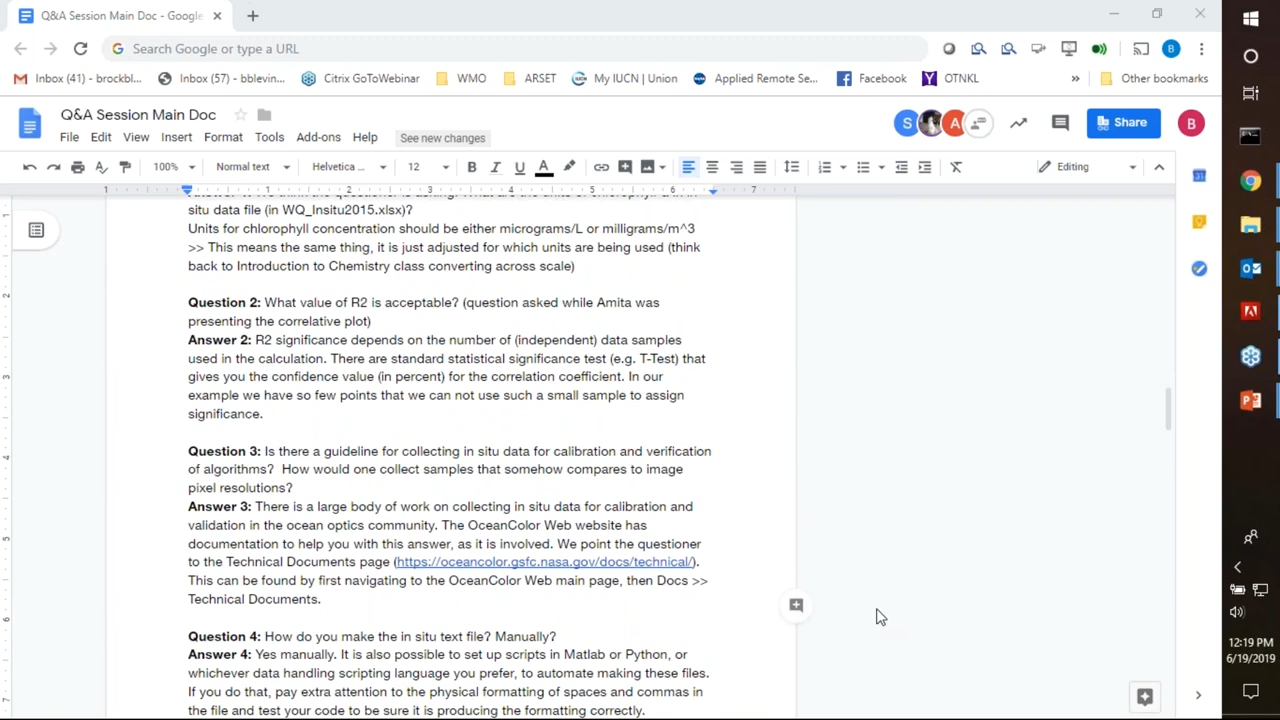 Q&A Session Main Doc - Google
Search Google or type a URL
B
Inbox (41) - brockbl...
Inbox (57) - bblevin...
Citrix GoToWebinar
WMO
ARSET
My IUCN | Union
Applied Remote Se...
Facebook
OTNKL
»
Other bookmarks
Q&A Session Main Doc
File Edit View Insert Format Tools Add-ons Help See new changes
S A Share B
100% Normal text Helvetica ... 12 B I U A Editing
1 1 2 3 4 5 6 7
situ data file (in WQ_Insitu2015.xlsx)?
Units for chlorophyll concentration should be either micrograms/L or milligrams/m^3
>> This means the same thing, it is just adjusted for which units are being used (think
back to Introduction to Chemistry class converting across scale)
Question 2: What value of R2 is acceptable? (question asked while Amita was
presenting the correlative plot)
Answer 2: R2 significance depends on the number of (independent) data samples
used in the calculation. There are standard statistical significance test (e.g. T-Test) that
gives you the confidence value (in percent) for the correlation coefficient. In our
example we have so few points that we can not use such a small sample to assign
significance.
Question 3: Is there a guideline for collecting in situ data for calibration and verification
of algorithms?  How would one collect samples that somehow compares to image
pixel resolutions?
Answer 3: There is a large body of work on collecting in situ data for calibration and
validation in the ocean optics community. The OceanColor Web website has
documentation to help you with this answer, as it is involved. We point the questioner
to the Technical Documents page (https://oceancolor.gsfc.nasa.gov/docs/technical/).
This can be found by first navigating to the OceanColor Web main page, then Docs >>
Technical Documents.
Question 4: How do you make the in situ text file? Manually?
Answer 4: Yes manually. It is also possible to set up scripts in Matlab or Python, or
whichever data handling scripting language you prefer, to automate making these files.
If you do that, pay extra attention to the physical formatting of spaces and commas in
the file and test your code to be sure it is producing the formatting correctly.
12:19 PM
6/19/2019